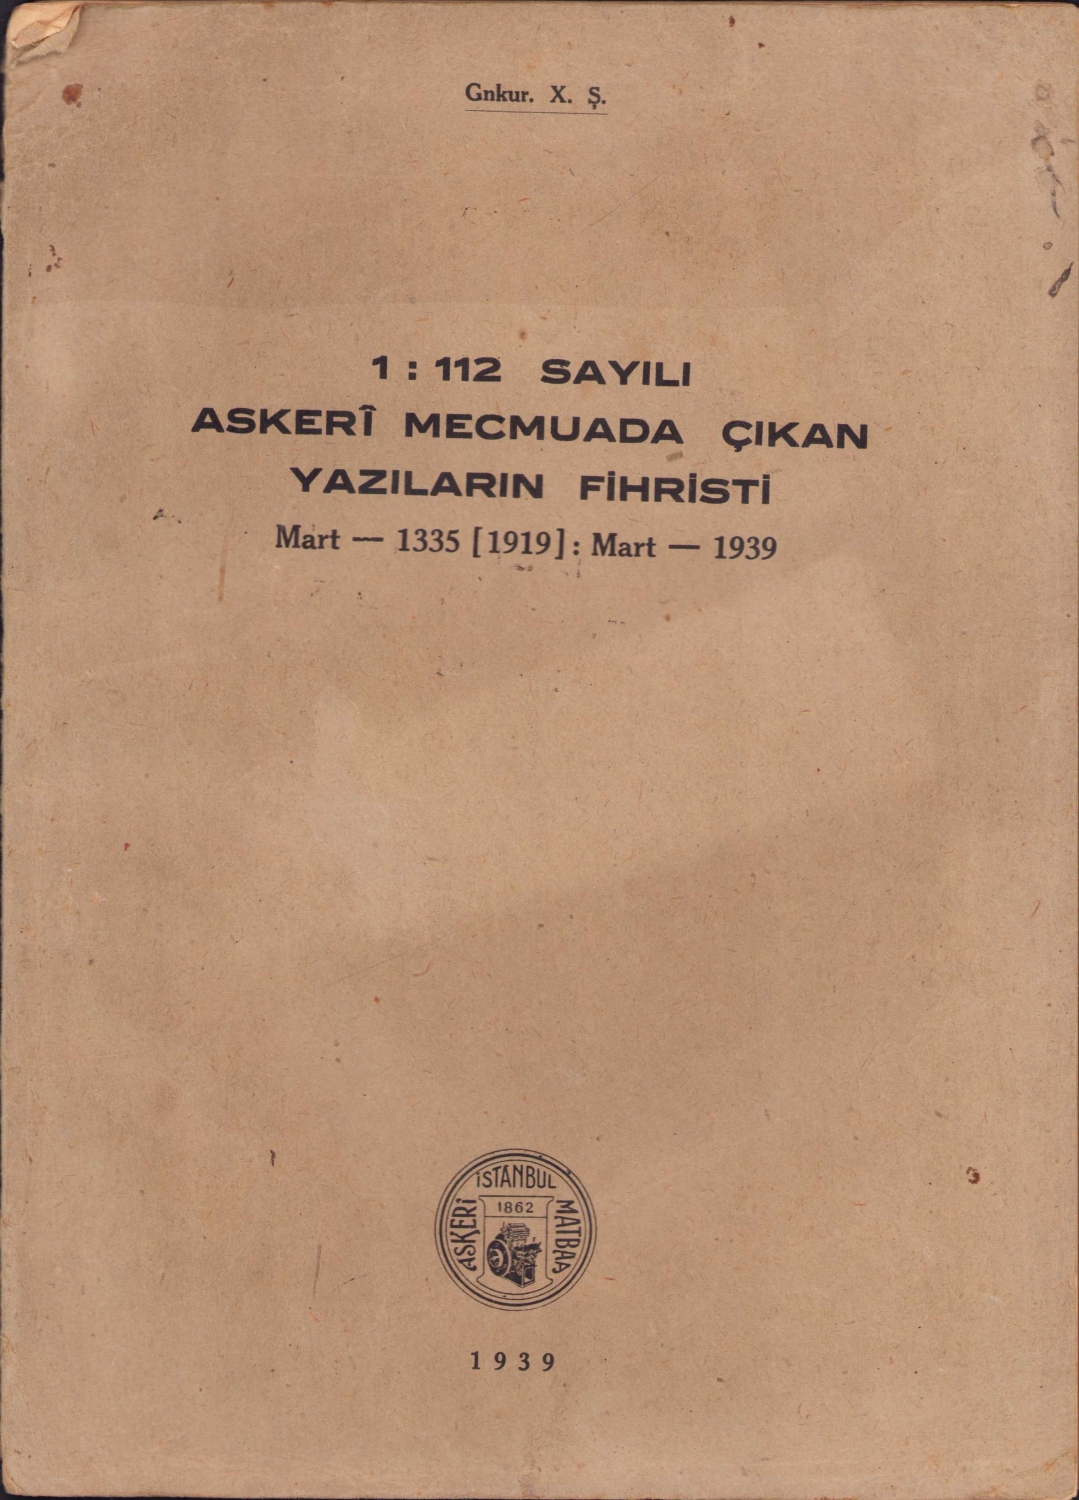 Gnkur. X. Ş.
1 : 112 SAYILI
ASKERÎ MECMUADA ÇIKAN
YAZILARIN FİHRİSTİ
Mart — 1335 [1919] : Mart — 1939
ASKERİ İSTANBUL MATBAA
1862
1939